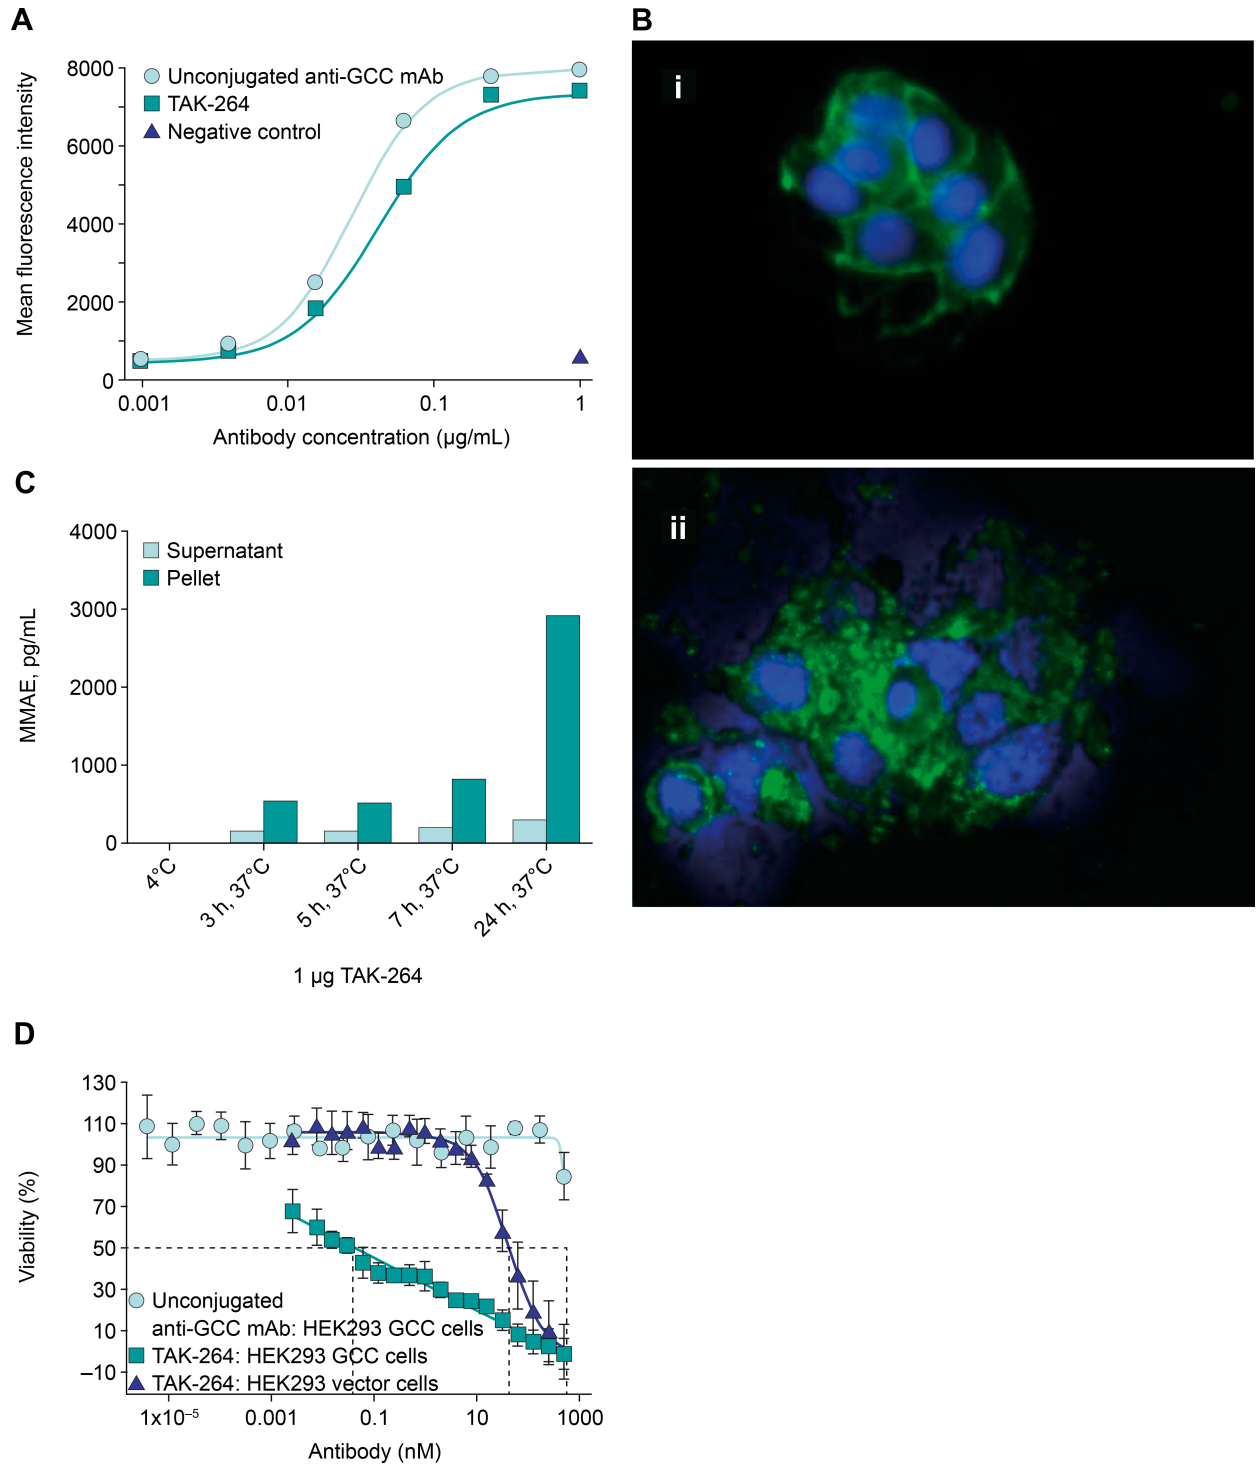 A
Mean fluorescence intensity
8000
6000
4000
2000
0
Unconjugated anti-GCC mAb
TAK-264
Negative control
0.001 0.01 0.1 1
Antibody concentration (µg/mL)
B
i
ii
C
MMAE, pg/mL
4000
3000
2000
1000
0
Supernatant
Pellet
4°C
3 h, 37°C
5 h, 37°C
7 h, 37°C
24 h, 37°C
1 µg TAK-264
D
Viability (%)
130
110
90
70
50
30
10
–10
Unconjugated
anti-GCC mAb: HEK293 GCC cells
TAK-264: HEK293 GCC cells
TAK-264: HEK293 vector cells
1x10⁻⁵ 0.001 0.1 10 1000
Antibody (nM)